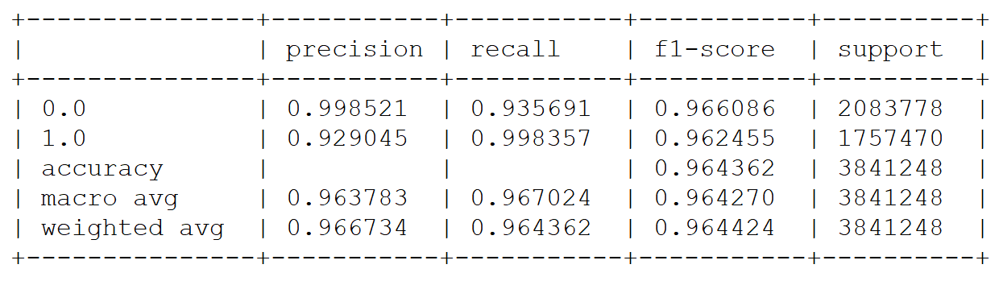 +---------------+-----------+-----------+-----------+----------+
|               | precision | recall    | f1-score  | support  |
+---------------+-----------+-----------+-----------+----------+
| 0.0           | 0.998521  | 0.935691  | 0.966086  | 2083778  |
| 1.0           | 0.929045  | 0.998357  | 0.962455  | 1757470  |
| accuracy      |           |           | 0.964362  | 3841248  |
| macro avg     | 0.963783  | 0.967024  | 0.964270  | 3841248  |
| weighted avg  | 0.966734  | 0.964362  | 0.964424  | 3841248  |
+---------------+-----------+-----------+-----------+----------+